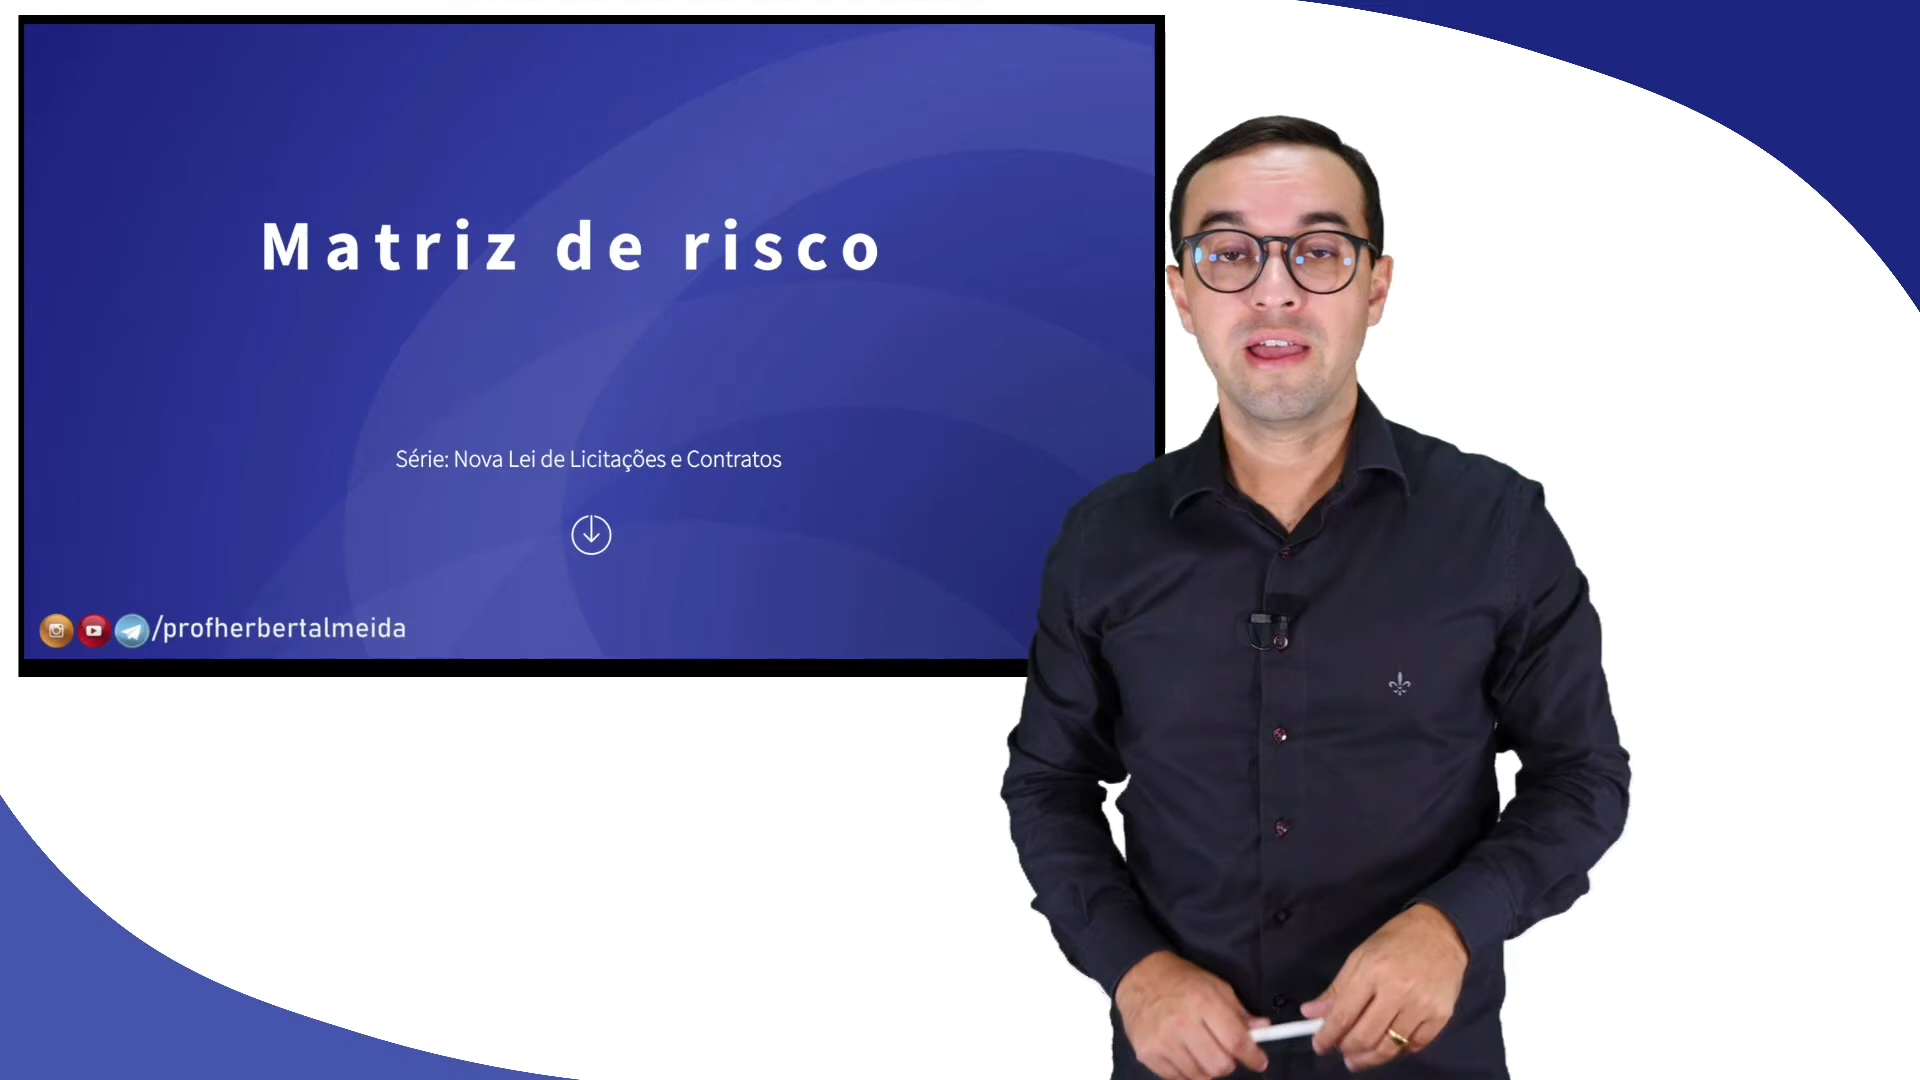 Matriz de risco
Série: Nova Lei de Licitações e Contratos
/profherbertalmeida